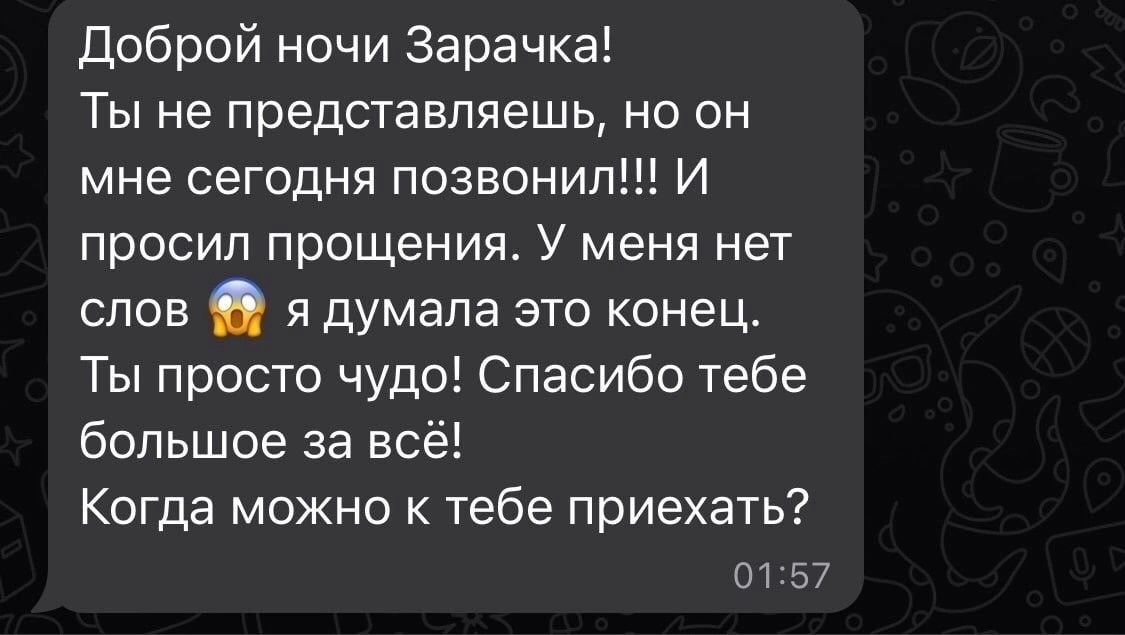 Доброй ночи Зарачка!
Ты не представляешь, но он
мне сегодня позвонил!!! И
просил прощения. У меня нет
слов 😱 я думала это конец.
Ты просто чудо! Спасибо тебе
большое за всё!
Когда можно к тебе приехать?
01:57